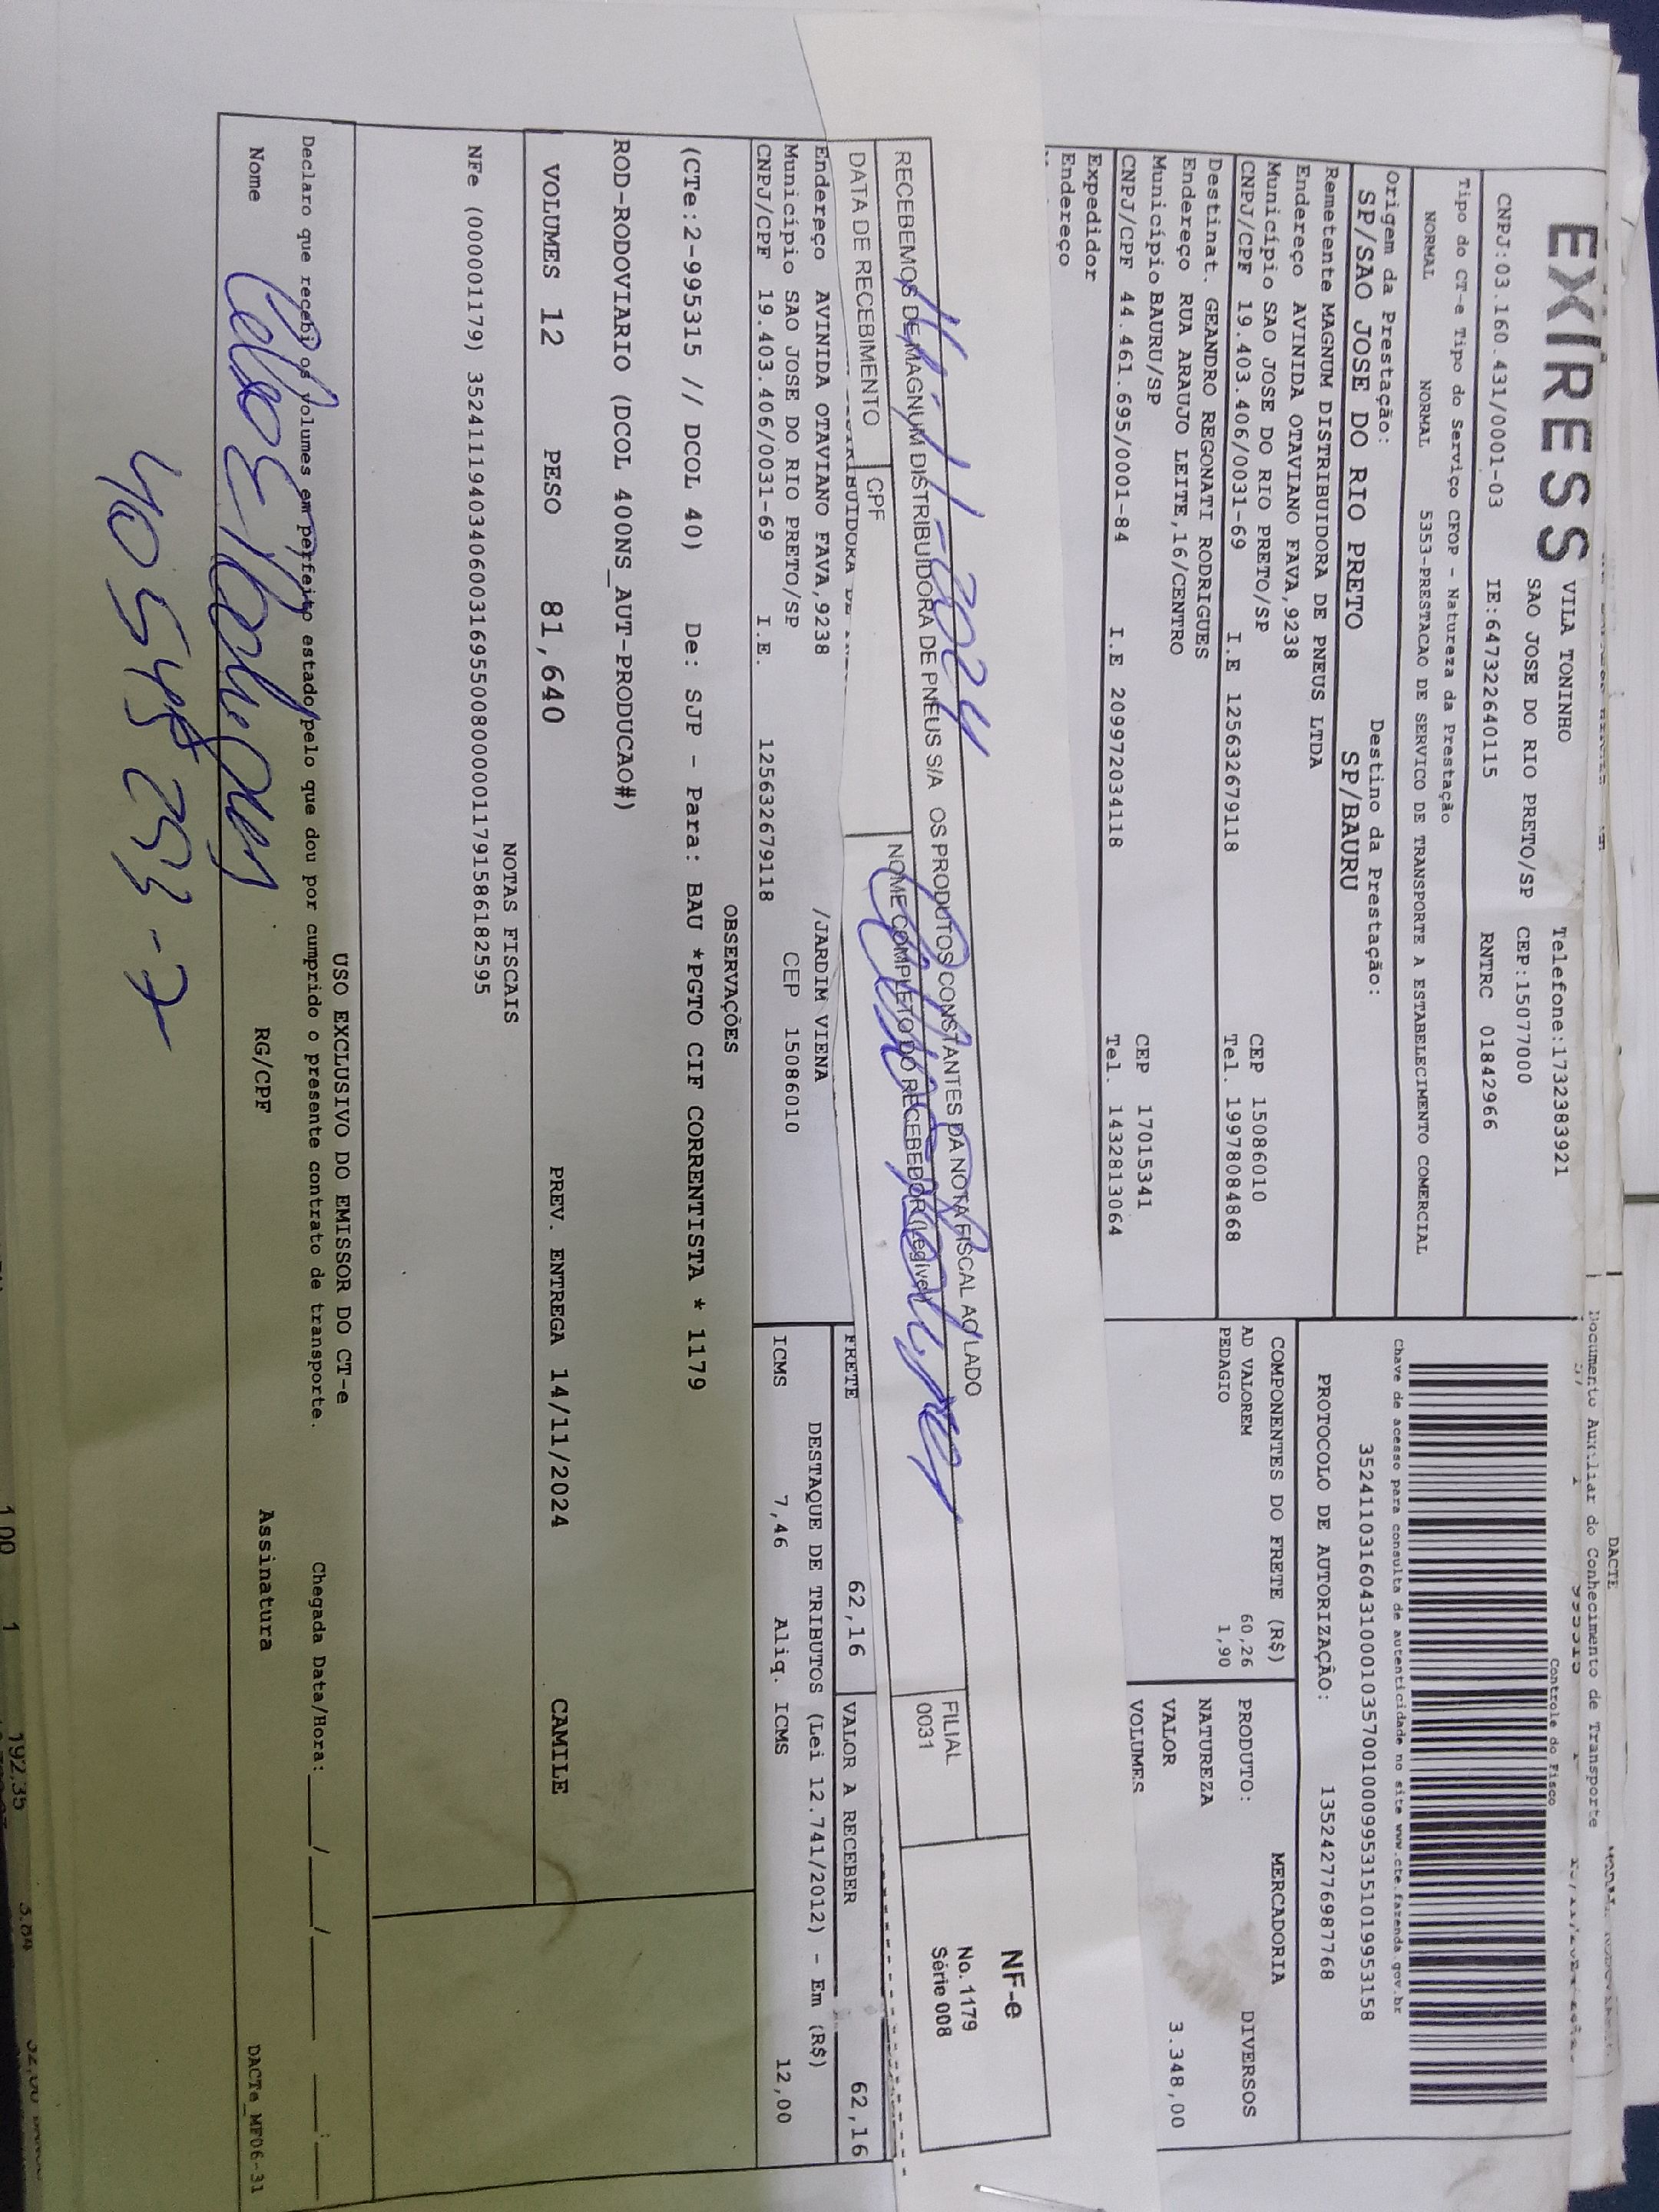 DACTE
Documento Auxiliar do Conhecimento de Transporte
Controle do Fisco
EXPRESS
VILA TONINHO Telefone:1732383921
SAO JOSE DO RIO PRETO/SP CEP:15077000
CNPJ:03.160.431/0001-03 IE:647322640115 RNTRC 01842966
Tipo do CT-e Tipo do Serviço CFOP - Natureza da Prestação
NORMAL NORMAL 5353-PRESTACAO DE SERVICO DE TRANSPORTE A ESTABELECIMENTO COMERCIAL
Chave de acesso para consulta de autenticidade no site www.cte.fazenda.gov.br
35241103160431000103570010009953151019953158
Origem da Prestação: Destino da Prestação:
SP/SAO JOSE DO RIO PRETO SP/BAURU
PROTOCOLO DE AUTORIZAÇÃO: 135242776987768
Remetente MAGNUM DISTRIBUIDORA DE PNEUS LTDA
Endereço AVINIDA OTAVIANO FAVA,9238
Município SAO JOSE DO RIO PRETO/SP CEP 15086010
CNPJ/CPF 19.403.406/0031-69 I.E 125632679118 Tel. 19978084868
COMPONENTES DO FRETE (R$)
AD VALOREM 60,26
PEDAGIO 1,90
MERCADORIA
PRODUTO: DIVERSOS
NATUREZA
VALOR 3.348,00
VOLUMES
Destinat. GEANDRO REGONATI RODRIGUES
Endereço RUA ARAUJO LEITE,16/CENTRO
Município BAURU/SP CEP 17015341
CNPJ/CPF 44.461.695/0001-84 I.E 209972034118 Tel. 1432813064
Expedidor
Endereço
RECEBEMOS DE MAGNUM DISTRIBUIDORA DE PNEUS S/A OS PRODUTOS CONSTANTES DA NOTA FISCAL AO LADO
DATA DE RECEBIMENTO CPF NOME COMPLETO DO RECEBEDOR (Legível)
FILIAL
0031
NF-e
No. 1179
Série 008
Endereço AVINIDA OTAVIANO FAVA,9238 /JARDIM VIENA
Município SAO JOSE DO RIO PRETO/SP CEP 15086010
CNPJ/CPF 19.403.406/0031-69 I.E. 125632679118
FRETE 62,16 VALOR A RECEBER 62,16
DESTAQUE DE TRIBUTOS (Lei 12.741/2012) - Em (R$)
ICMS 7,46 Aliq. ICMS 12,00
OBSERVAÇÕES
(CTe:2-995315 // DCOL 40) De: SJP - Para: BAU *PGTO CIF CORRENTISTA * 1179
ROD-RODOVIARIO (DCOL 400NS_AUT-PRODUCAO#)
VOLUMES 12 PESO 81,640 PREV. ENTREGA 14/11/2024 CAMILE
NOTAS FISCAIS
NFe (000001179) 35241119403406003169550080000011791586182595
USO EXCLUSIVO DO EMISSOR DO CT-e
Declaro que recebi os volumes em perfeito estado pelo que dou por cumprido o presente contrato de transporte. Chegada Data/Hora:____/____/____ __:__
Nome RG/CPF Assinatura
DACTe_MF06-31
1,00 1 192,35